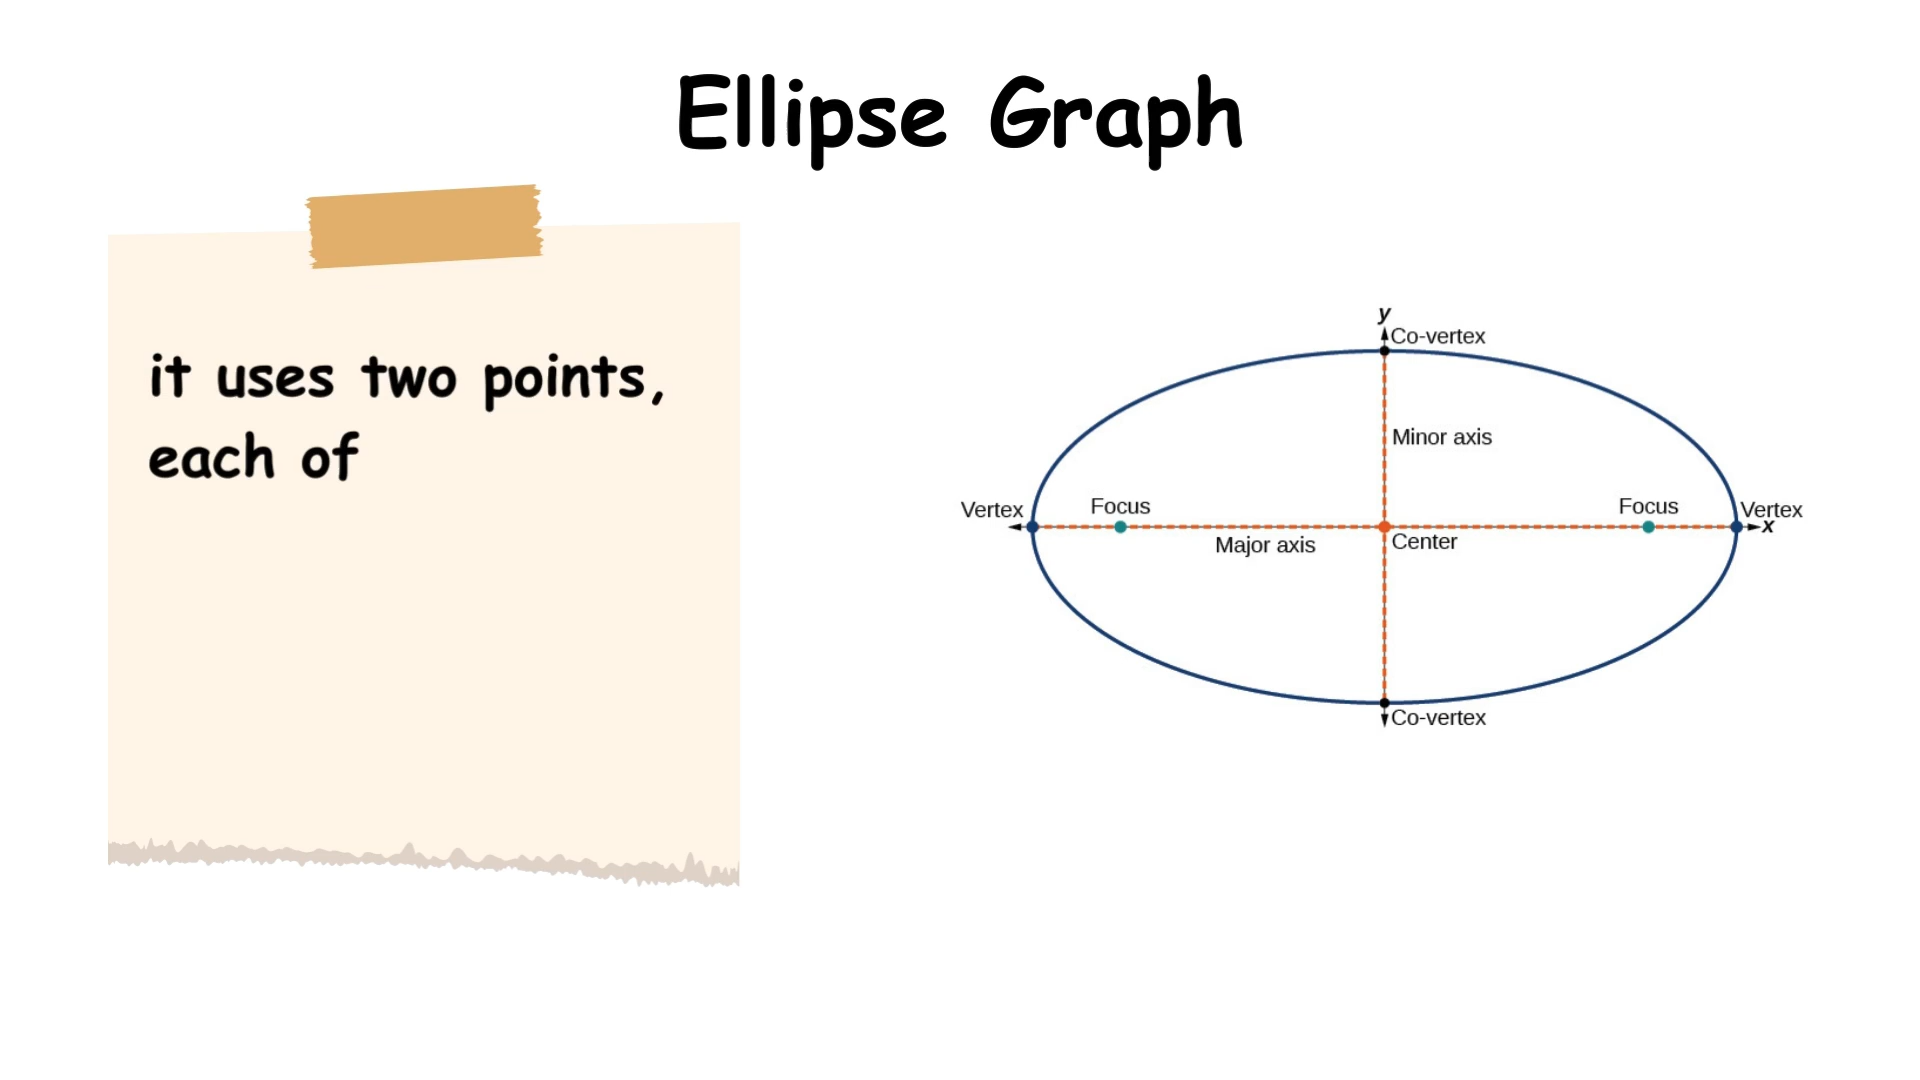 Ellipse Graph
it uses two points,
each of
y
Co-vertex
Minor axis
Vertex
Focus
Focus
Vertex
x
Major axis
Center
Co-vertex